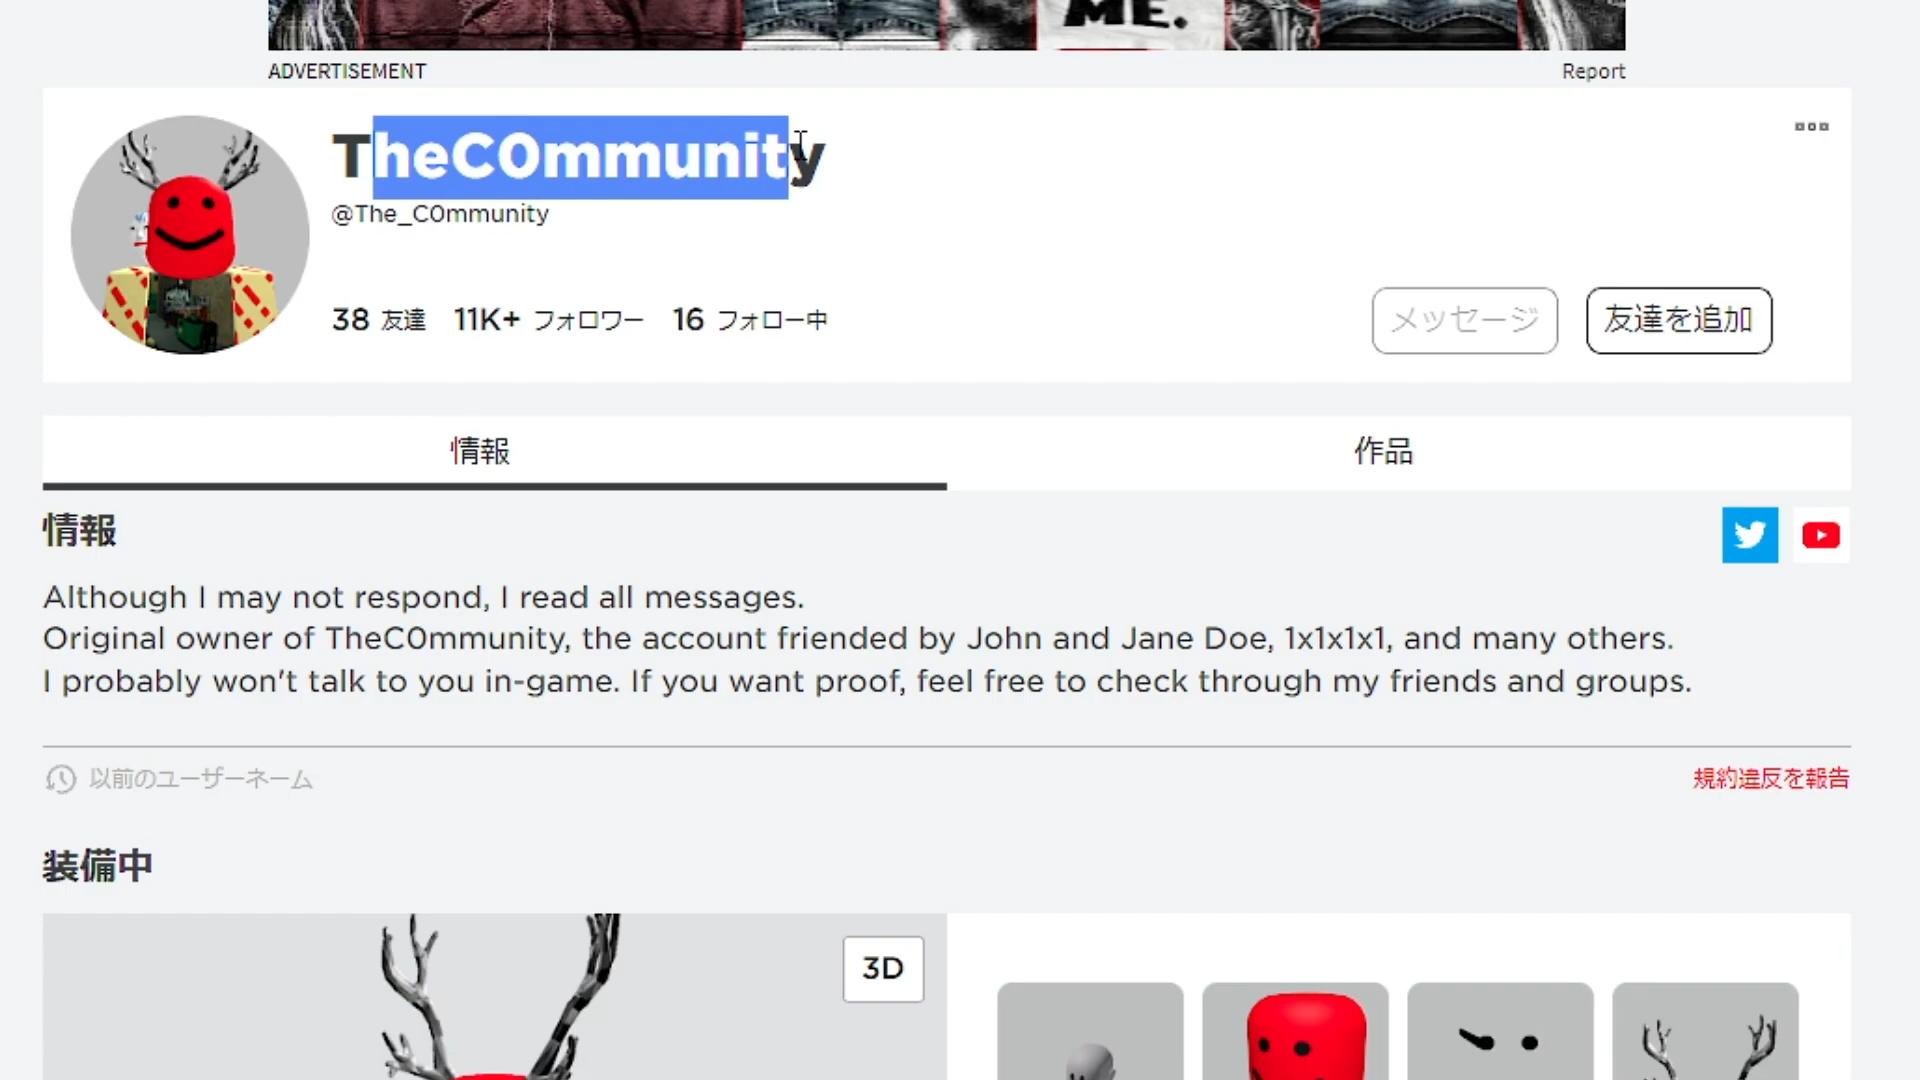 ME.
ADVERTISEMENT
Report
TheC0mmunity
@The_C0mmunity
38 友達 11K+ フォロワー 16 フォロー中
メッセージ
友達を追加
情報
作品
情報
Although I may not respond, I read all messages.
Original owner of TheC0mmunity, the account friended by John and Jane Doe, 1x1x1x1, and many others.
I probably won't talk to you in-game. If you want proof, feel free to check through my friends and groups.
以前のユーザーネーム
規約違反を報告
装備中
3D